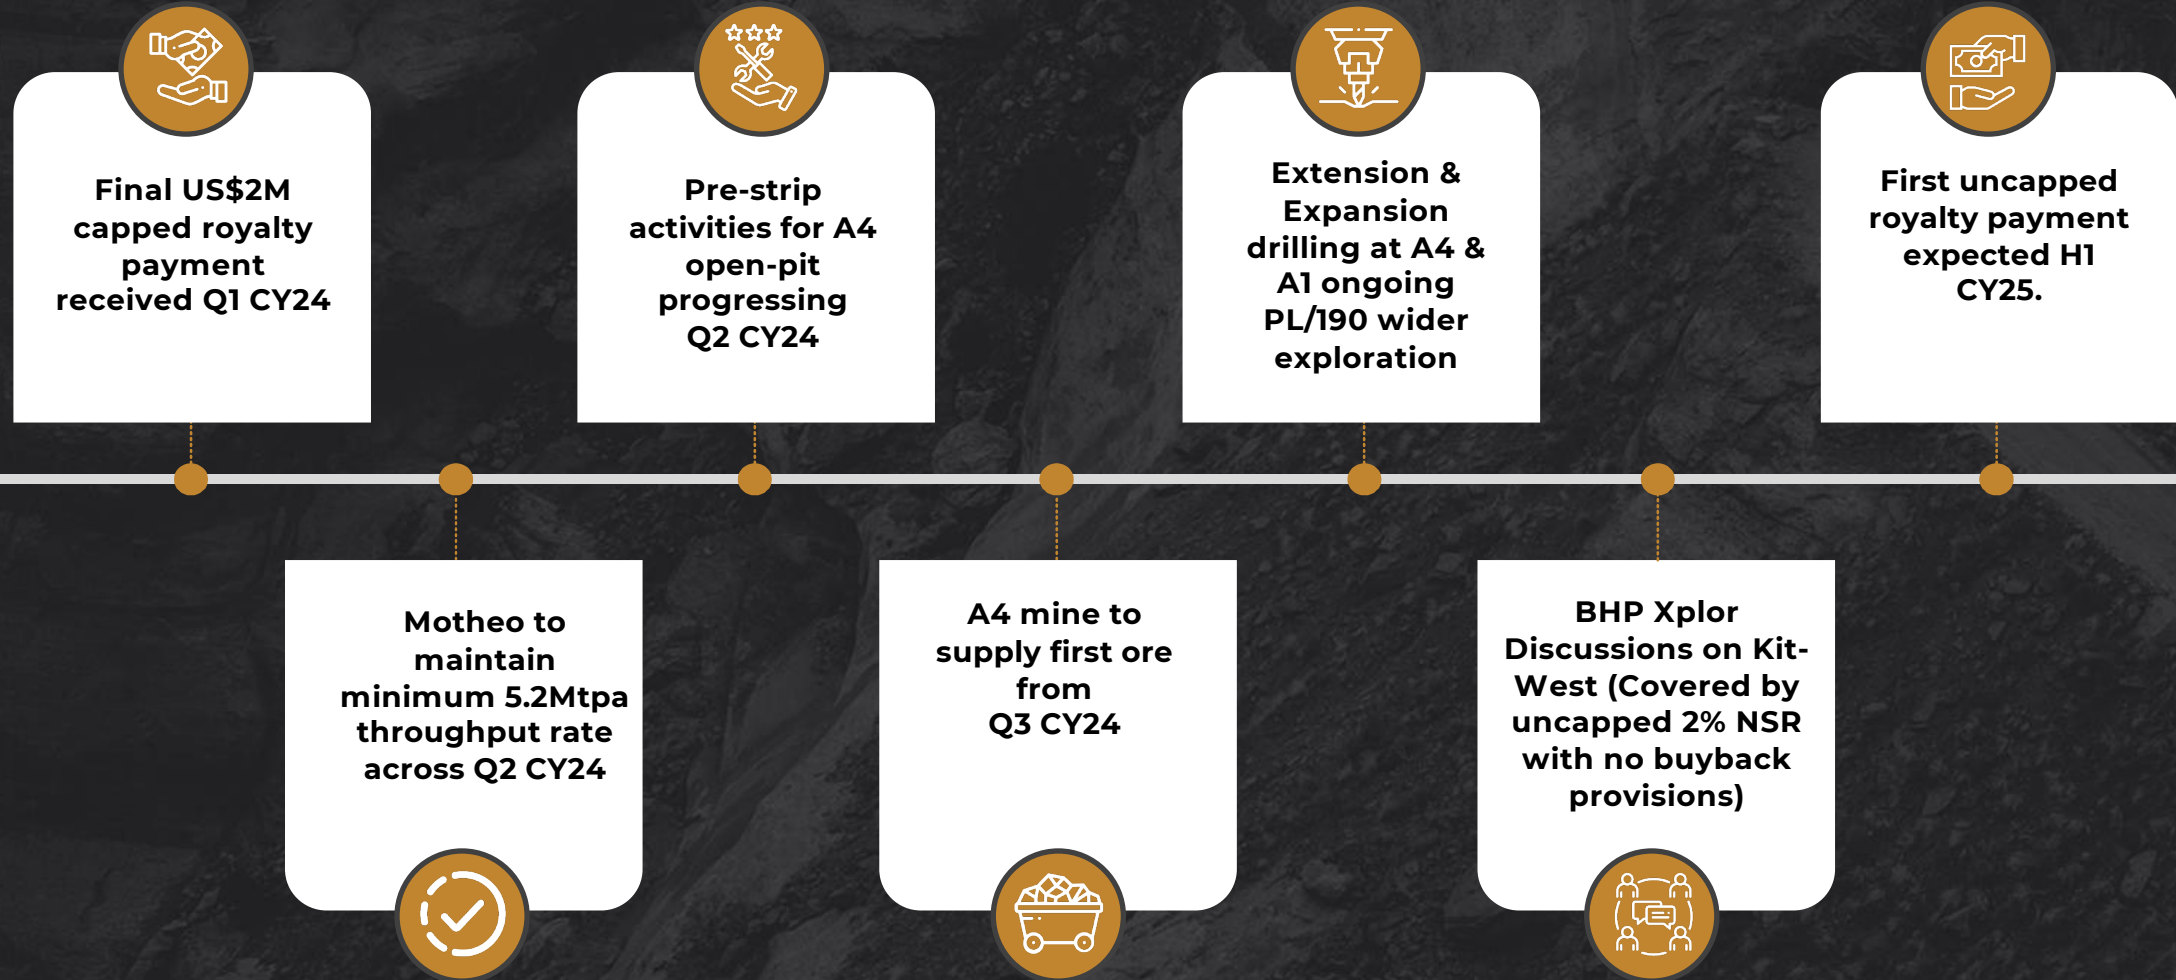 Final US$2M
capped royalty
payment
received Q1 CY24
Motheo to
maintain
minimum 5.2Mtpa
throughput rate
across Q2 CY24
Pre-strip
activities for A4
open-pit
progressing
Q2 CY24
A4 mine to
supply first ore
from
Q3 CY24
Extension &
Expansion
drilling at A4 &
A1 ongoing
PL/190 wider
exploration
BHP Xplor
Discussions on Kit-
West (Covered by
uncapped 2% NSR
with no buyback
provisions)
First uncapped
royalty payment
expected H1
CY25.